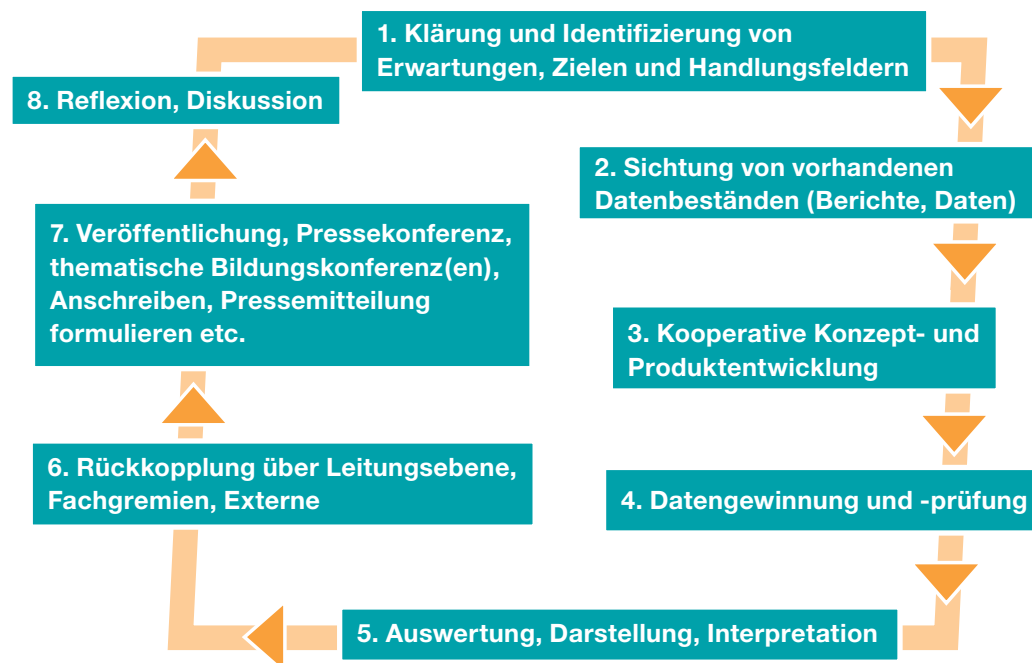 1. Klärung und Identifizierung von
Erwartungen, Zielen und Handlungsfeldern
2. Sichtung von vorhandenen
Datenbeständen (Berichte, Daten)
3. Kooperative Konzept- und
Produktentwicklung
4. Datengewinnung und -prüfung
5. Auswertung, Darstellung, Interpretation
6. Rückkopplung über Leitungsebene,
Fachgremien, Externe
7. Veröffentlichung, Pressekonferenz,
thematische Bildungskonferenz(en),
Anschreiben, Pressemitteilung
formulieren etc.
8. Reflexion, Diskussion